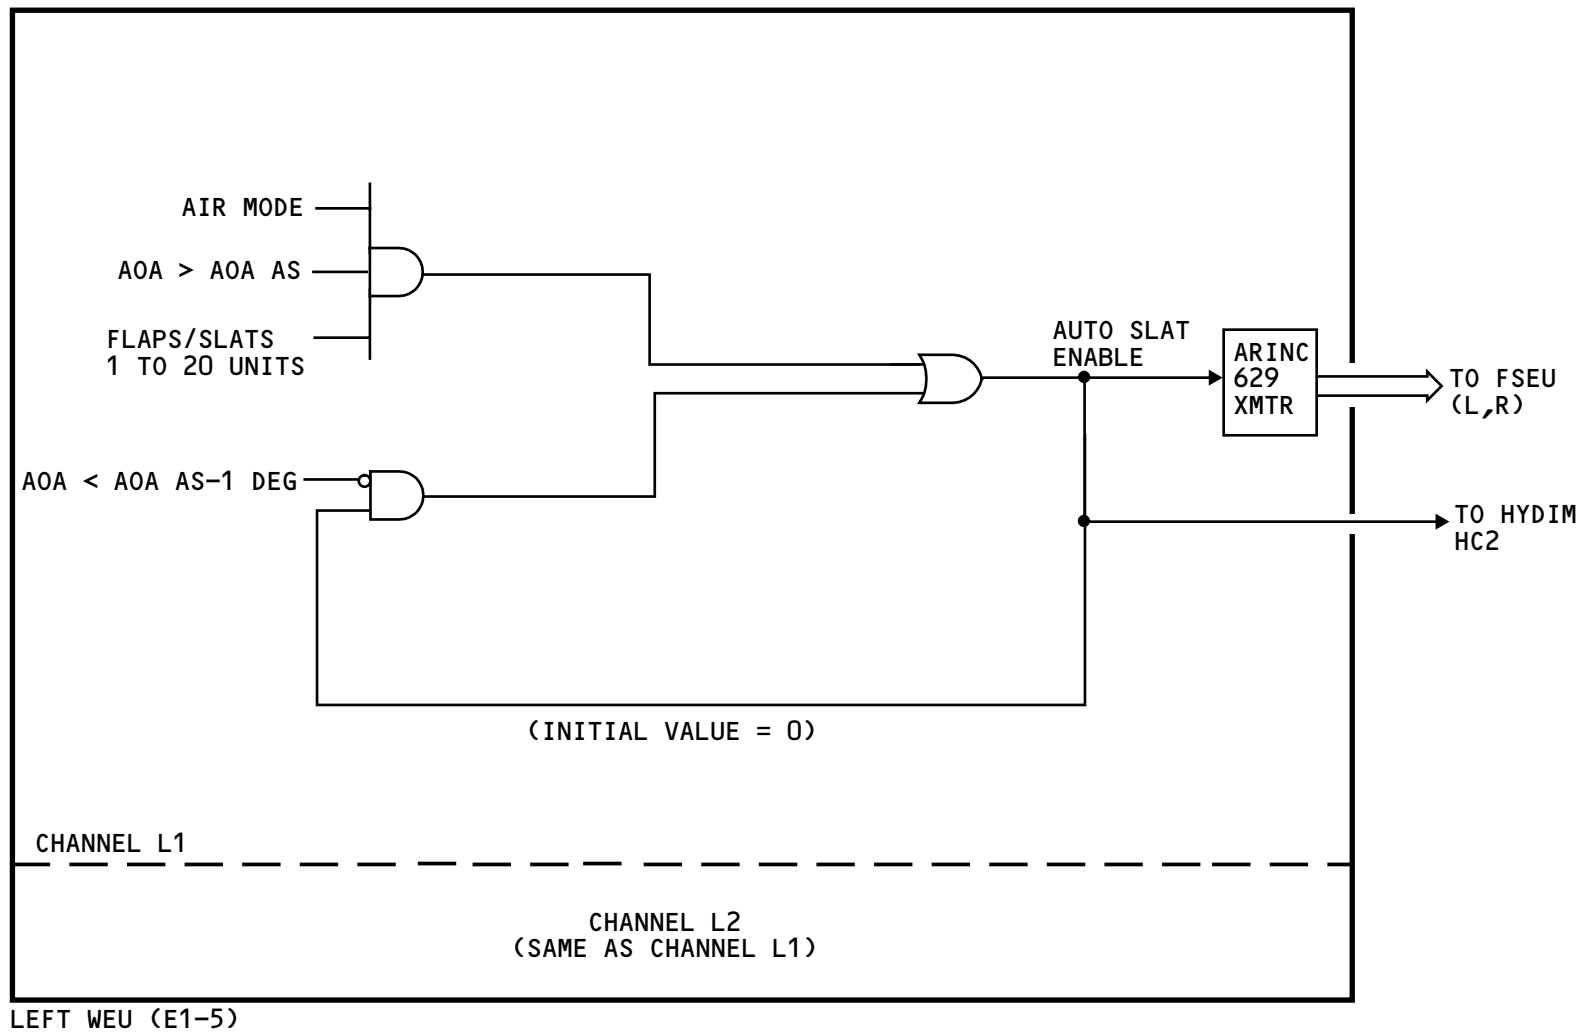 AIR MODE
AOA > AOA AS
FLAPS/SLATS
1 TO 20 UNITS
AUTO SLAT
ENABLE
ARINC
629
XMTR
TO FSEU
(L,R)
AOA < AOA AS-1 DEG
TO HYDIM
HC2
(INITIAL VALUE = 0)
CHANNEL L1
CHANNEL L2
(SAME AS CHANNEL L1)
LEFT WEU (E1-5)